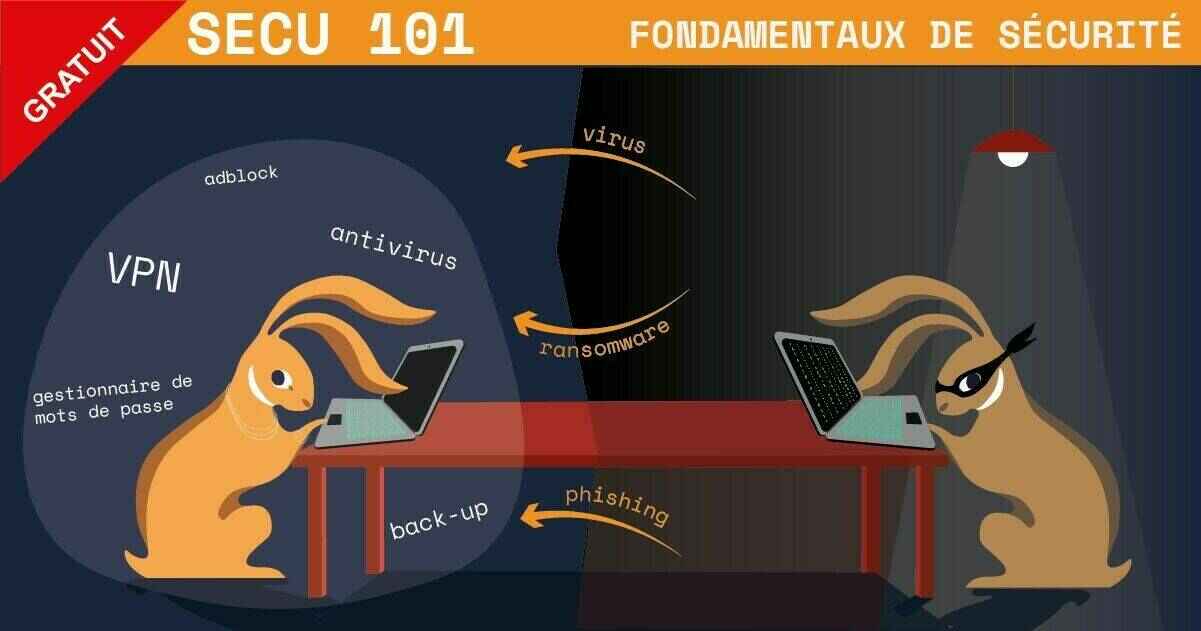 GRATUIT
SECU 101
FONDAMENTAUX DE SÉCURITÉ
virus
adblock
antivirus
VPN
ransomware
gestionnaire de
mots de passe
phishing
back-up